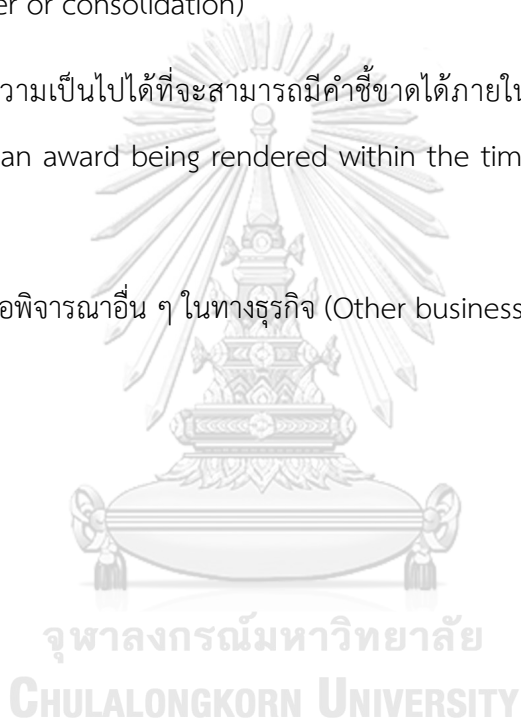 er or consolidation)
วามเป็นไปได้ที่จะสามารถมีคำชี้ขาดได้ภายใน
an award being rendered within the tim
อพิจารณาอื่น ๆ ในทางธุรกิจ (Other business
จุฬาลงกรณ์มหาวิทยาลัย
CHULALONGKORN UNIVERSITY